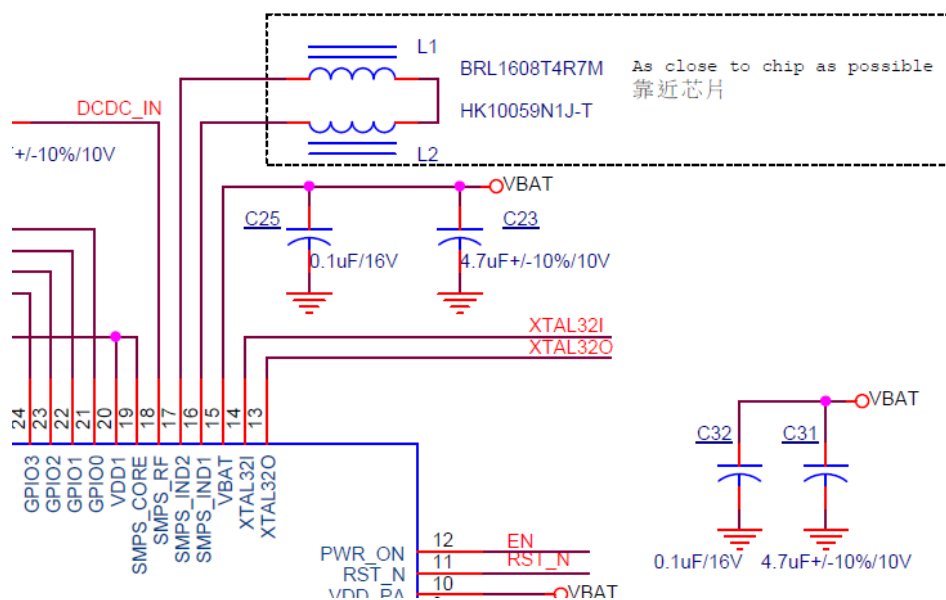 L1
BRL1608T4R7M
As close to chip as possible
靠近芯片
HK10059N1J-T
L2
DCDC_IN
+/-10%/10V
VBAT
C25
C23
0.1uF/16V
4.7uF+/-10%/10V
XTAL32I
XTAL32O
24
23
22
21
20
19
18
17
16
15
14
13
GPIO3
GPIO2
GPIO1
GPIO0
VDD1
SMPS_CORE
SMPS_RF
SMPS_IND2
SMPS_IND1
VBAT
XTAL32I
XTAL32O
VBAT
C32
C31
0.1uF/16V
4.7uF+/-10%/10V
PWR_ON
12
EN
RST_N
11
RST_N
VDD_PA
10
VBAT